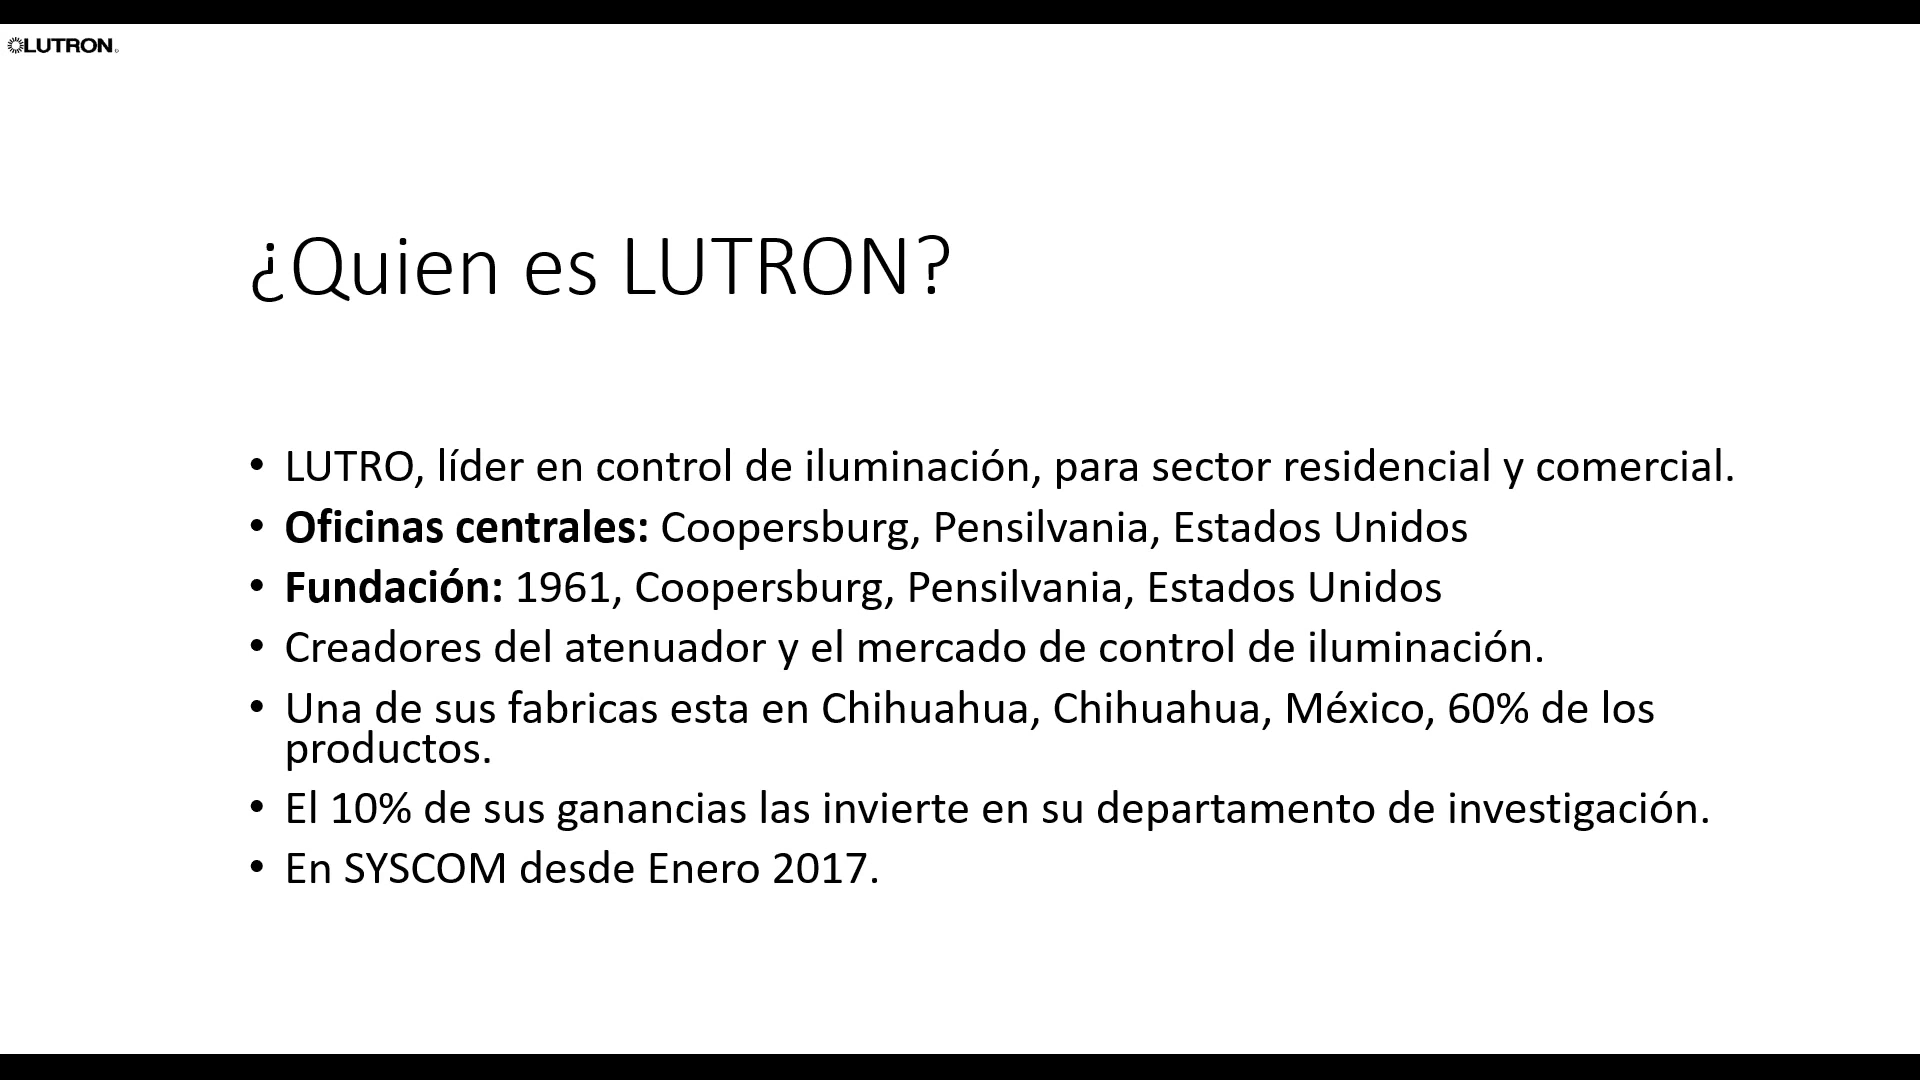 LUTRON
¿Quien es LUTRON?
• LUTRO, líder en control de iluminación, para sector residencial y comercial.
• Oficinas centrales: Coopersburg, Pensilvania, Estados Unidos
• Fundación: 1961, Coopersburg, Pensilvania, Estados Unidos
• Creadores del atenuador y el mercado de control de iluminación.
• Una de sus fabricas esta en Chihuahua, Chihuahua, México, 60% de los
productos.
• El 10% de sus ganancias las invierte en su departamento de investigación.
• En SYSCOM desde Enero 2017.